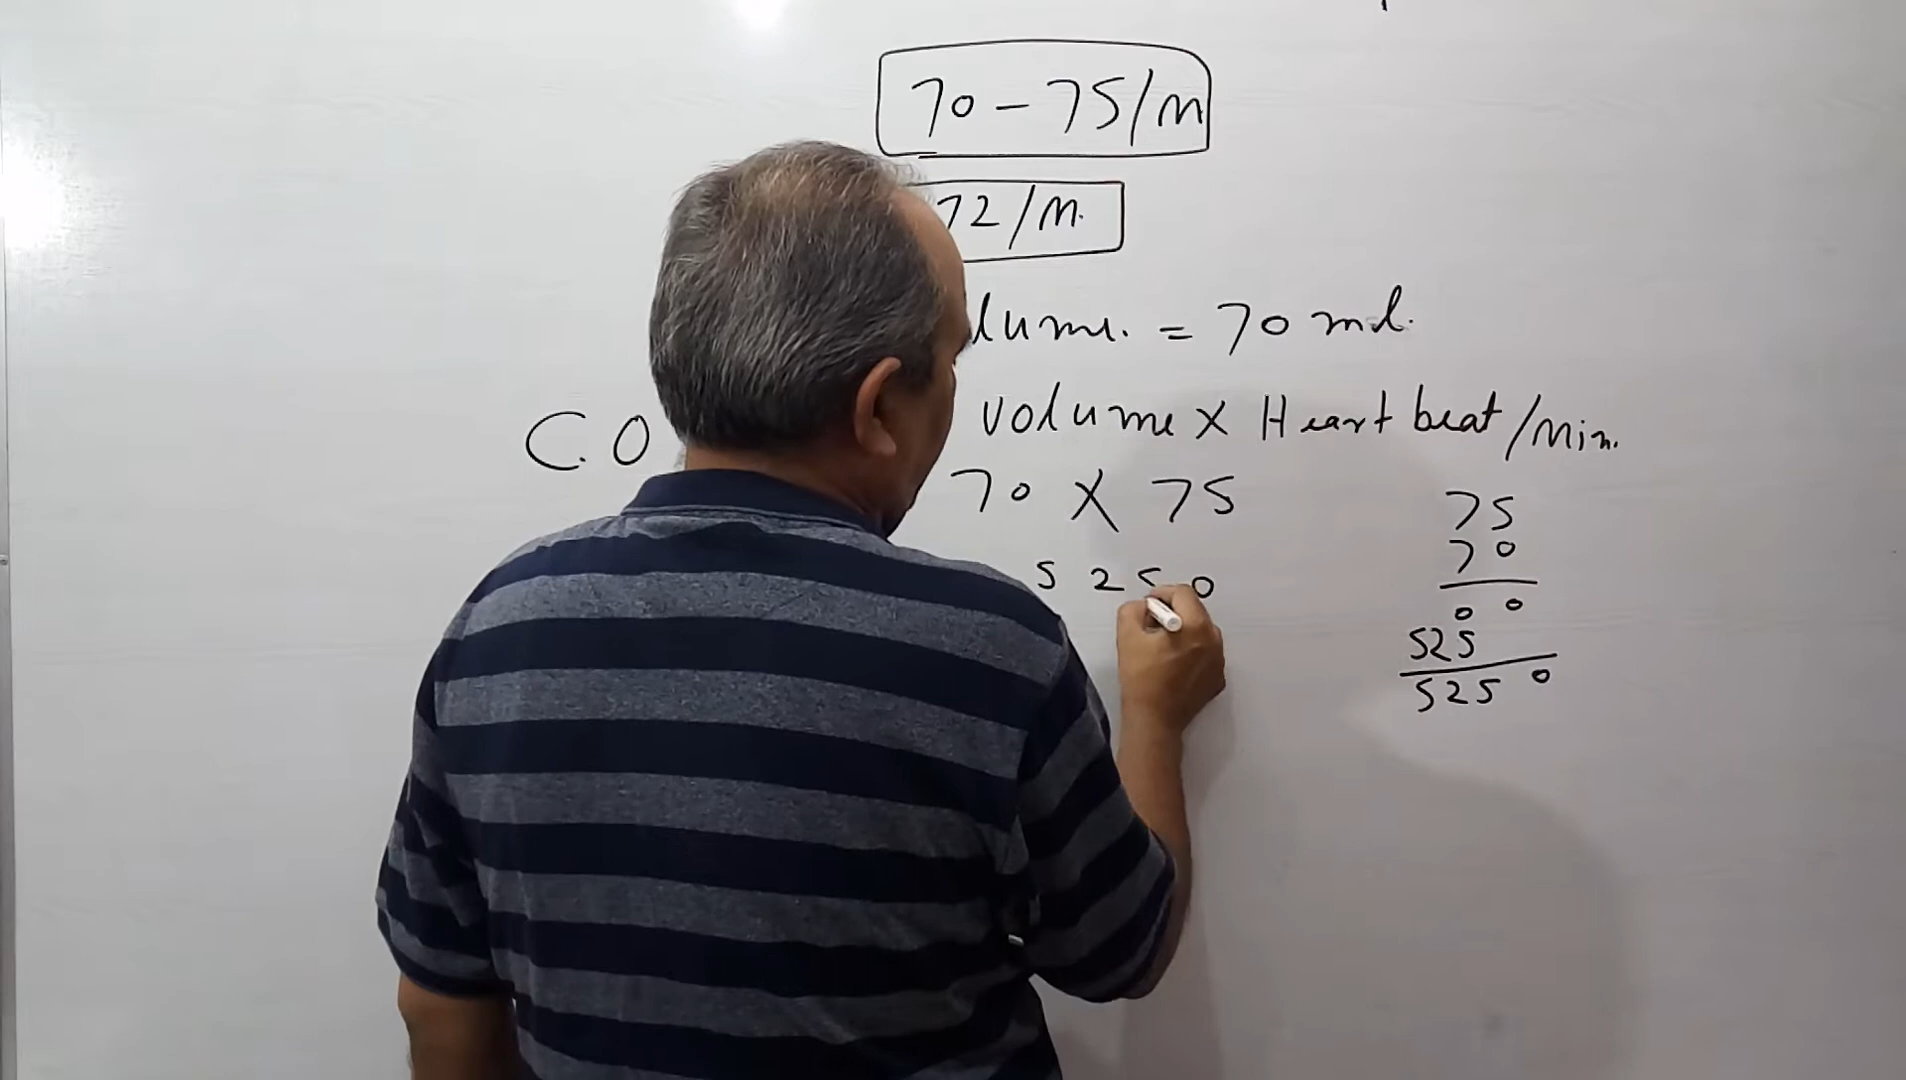 70-75/m
72/m.
lume. = 70 ml.
C.O volume X Heart beat/Min.
70 X 75
5250
75
70
00
525
5250